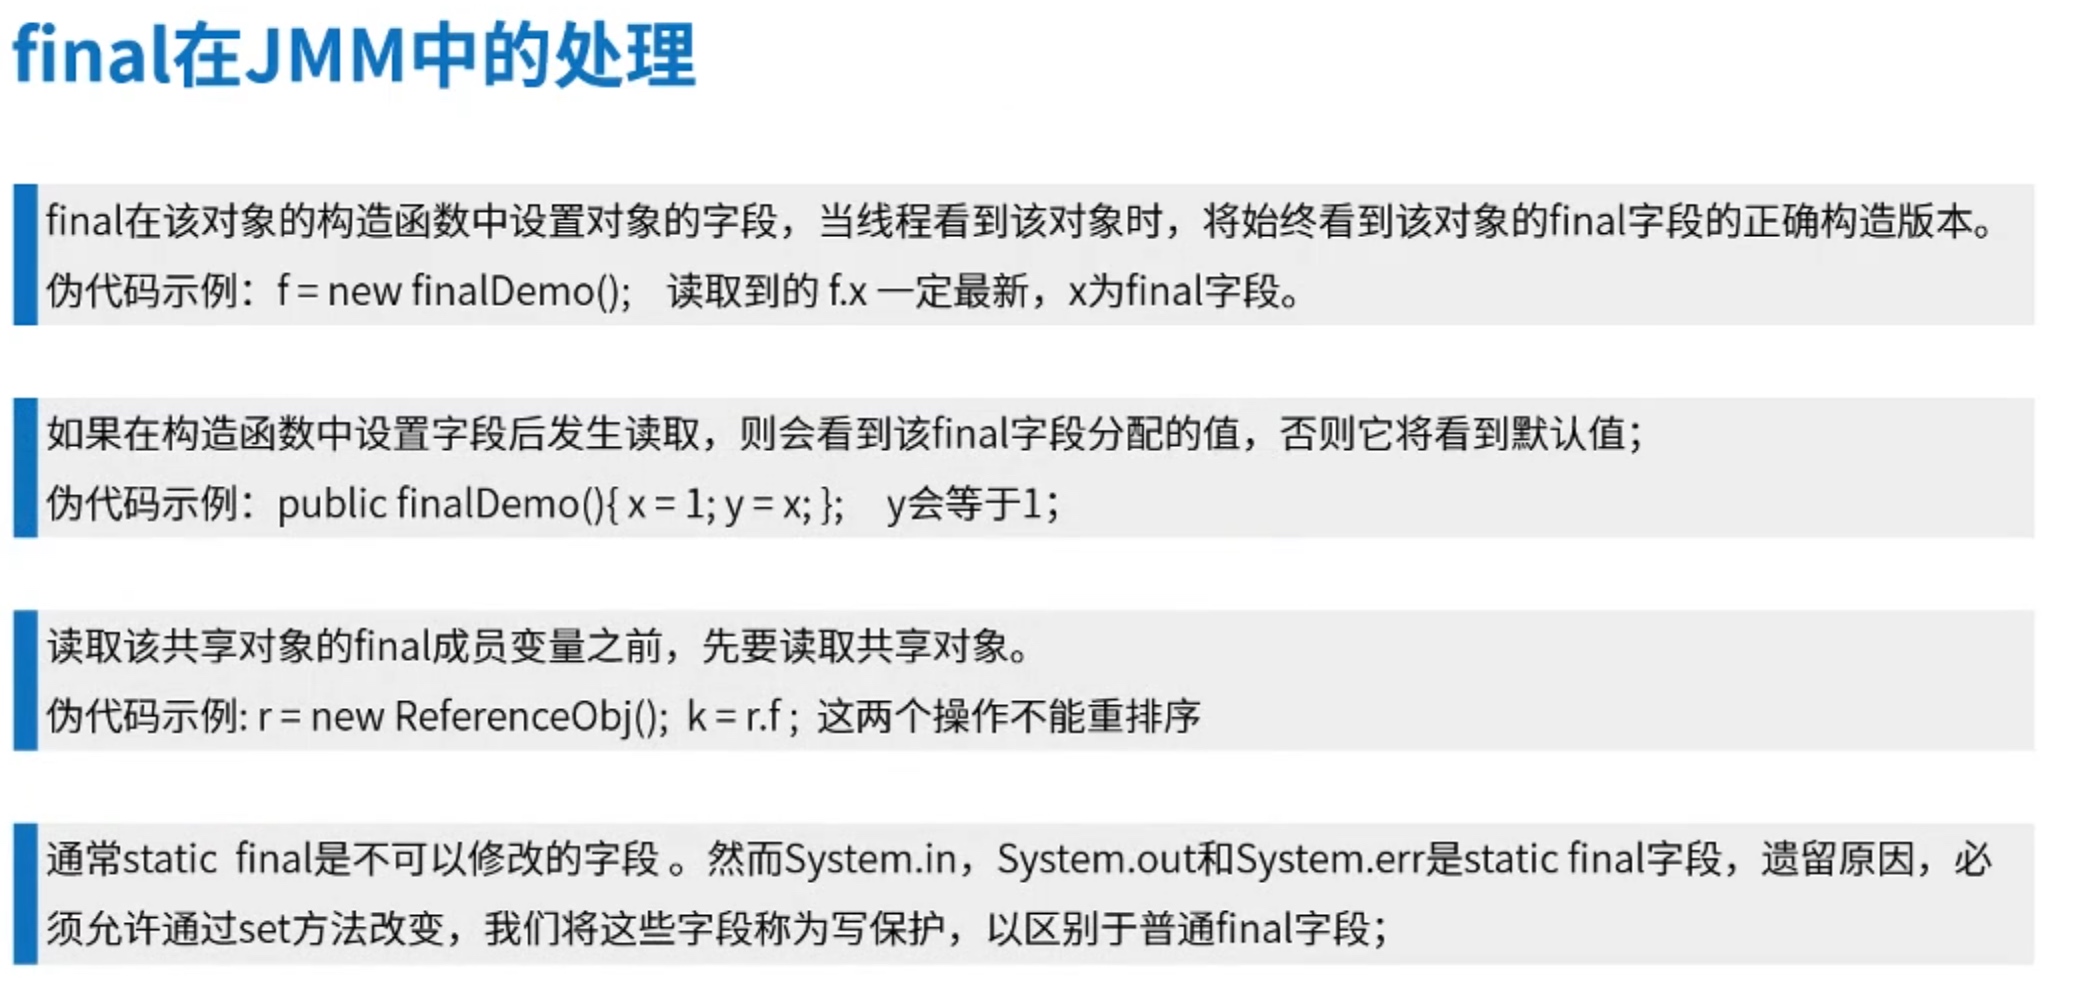 final在JMM中的处理
final在该对象的构造函数中设置对象的字段，当线程看到该对象时，将始终看到该对象的final字段的正确构造版本。
伪代码示例：f = new finalDemo();    读取到的 f.x 一定最新，x为final字段。
如果在构造函数中设置字段后发生读取，则会看到该final字段分配的值，否则它将看到默认值；
伪代码示例：public finalDemo(){ x = 1; y = x; };    y会等于1；
读取该共享对象的final成员变量之前，先要读取共享对象。
伪代码示例: r = new ReferenceObj();  k = r.f ;  这两个操作不能重排序
通常static  final是不可以修改的字段 。然而System.in，System.out和System.err是static final字段，遗留原因，必
须允许通过set方法改变，我们将这些字段称为写保护，以区别于普通final字段；